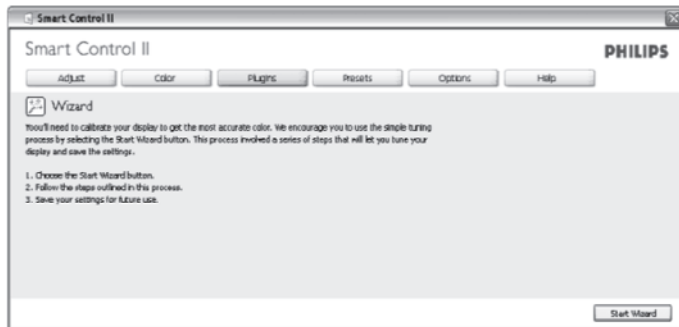 Smart Control II
Smart Control II
PHILIPS
Adjust Color Plugins Presets Options Help
Wizard
You'll need to calibrate your display to get the most accurate color. We encourage you to use the simple tuning
process by selecting the Start Wizard button. This process involved a series of steps that will let you tune your
display and save the settings.
1. Choose the Start Wizard button.
2. Follow the steps outlined in this process.
3. Save your settings for future use.
Start Wizard